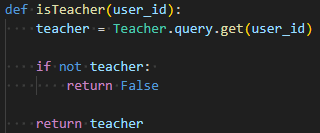 def isTeacher(user_id):
    teacher = Teacher.query.get(user_id)

    if not teacher:
        return False

    return teacher